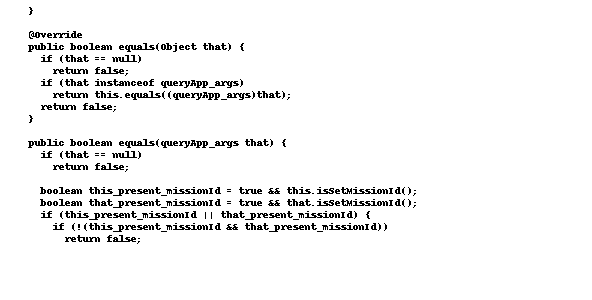 }
@Override
public boolean equals(Object that) {
if (that == null)
return false;
if (that instanceof queryApp_args)
return this.equals((queryApp_args)that);
return false;
}
public boolean equals(queryApp_args that) {
if (that == null)
return false;
boolean this_present_missionId = true && this.isSetMissionId();
boolean that_present_missionId = true && that.isSetMissionId();
if (this_present_missionId || that_present_missionId) {
if (!(this_present_missionId && that_present_missionId))
return false;